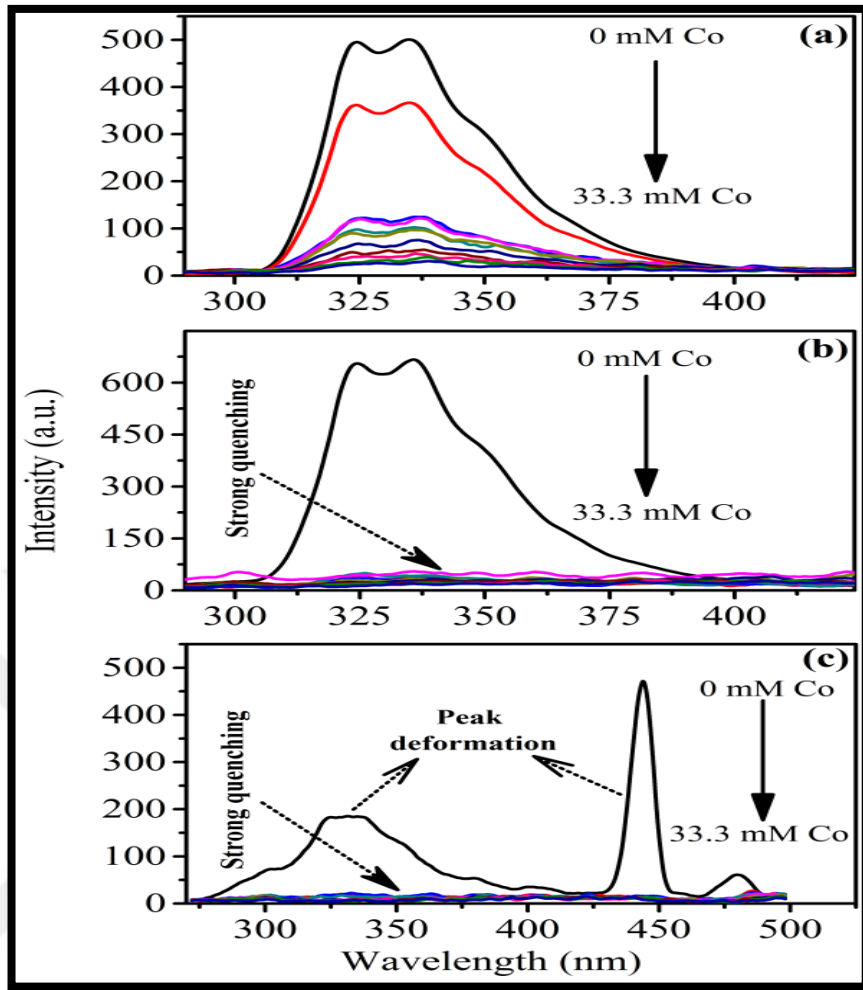 Intensity (a.u.)
(a)
0 mM Co
33.3 mM Co
500
400
300
200
100
0
300 325 350 375 400
(b)
0 mM Co
33.3 mM Co
Strong quenching
600
450
300
150
0
300 325 350 375 400
(c)
0 mM Co
33.3 mM Co
Peak
deformation
Strong quenching
500
400
300
200
100
0
300 350 400 450 500
Wavelength (nm)